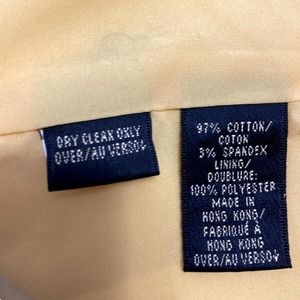 DRY CLEAN ONLY
OVER/AU VERSO↓
97% COTTON/
COTON
3% SPANDEX
LINING/
DOUBLURE:
100% POLYESTER
MADE IN
HONG KONG/
FABRIQUÉ À
HONG KONG
OVER/AU VERSO↓